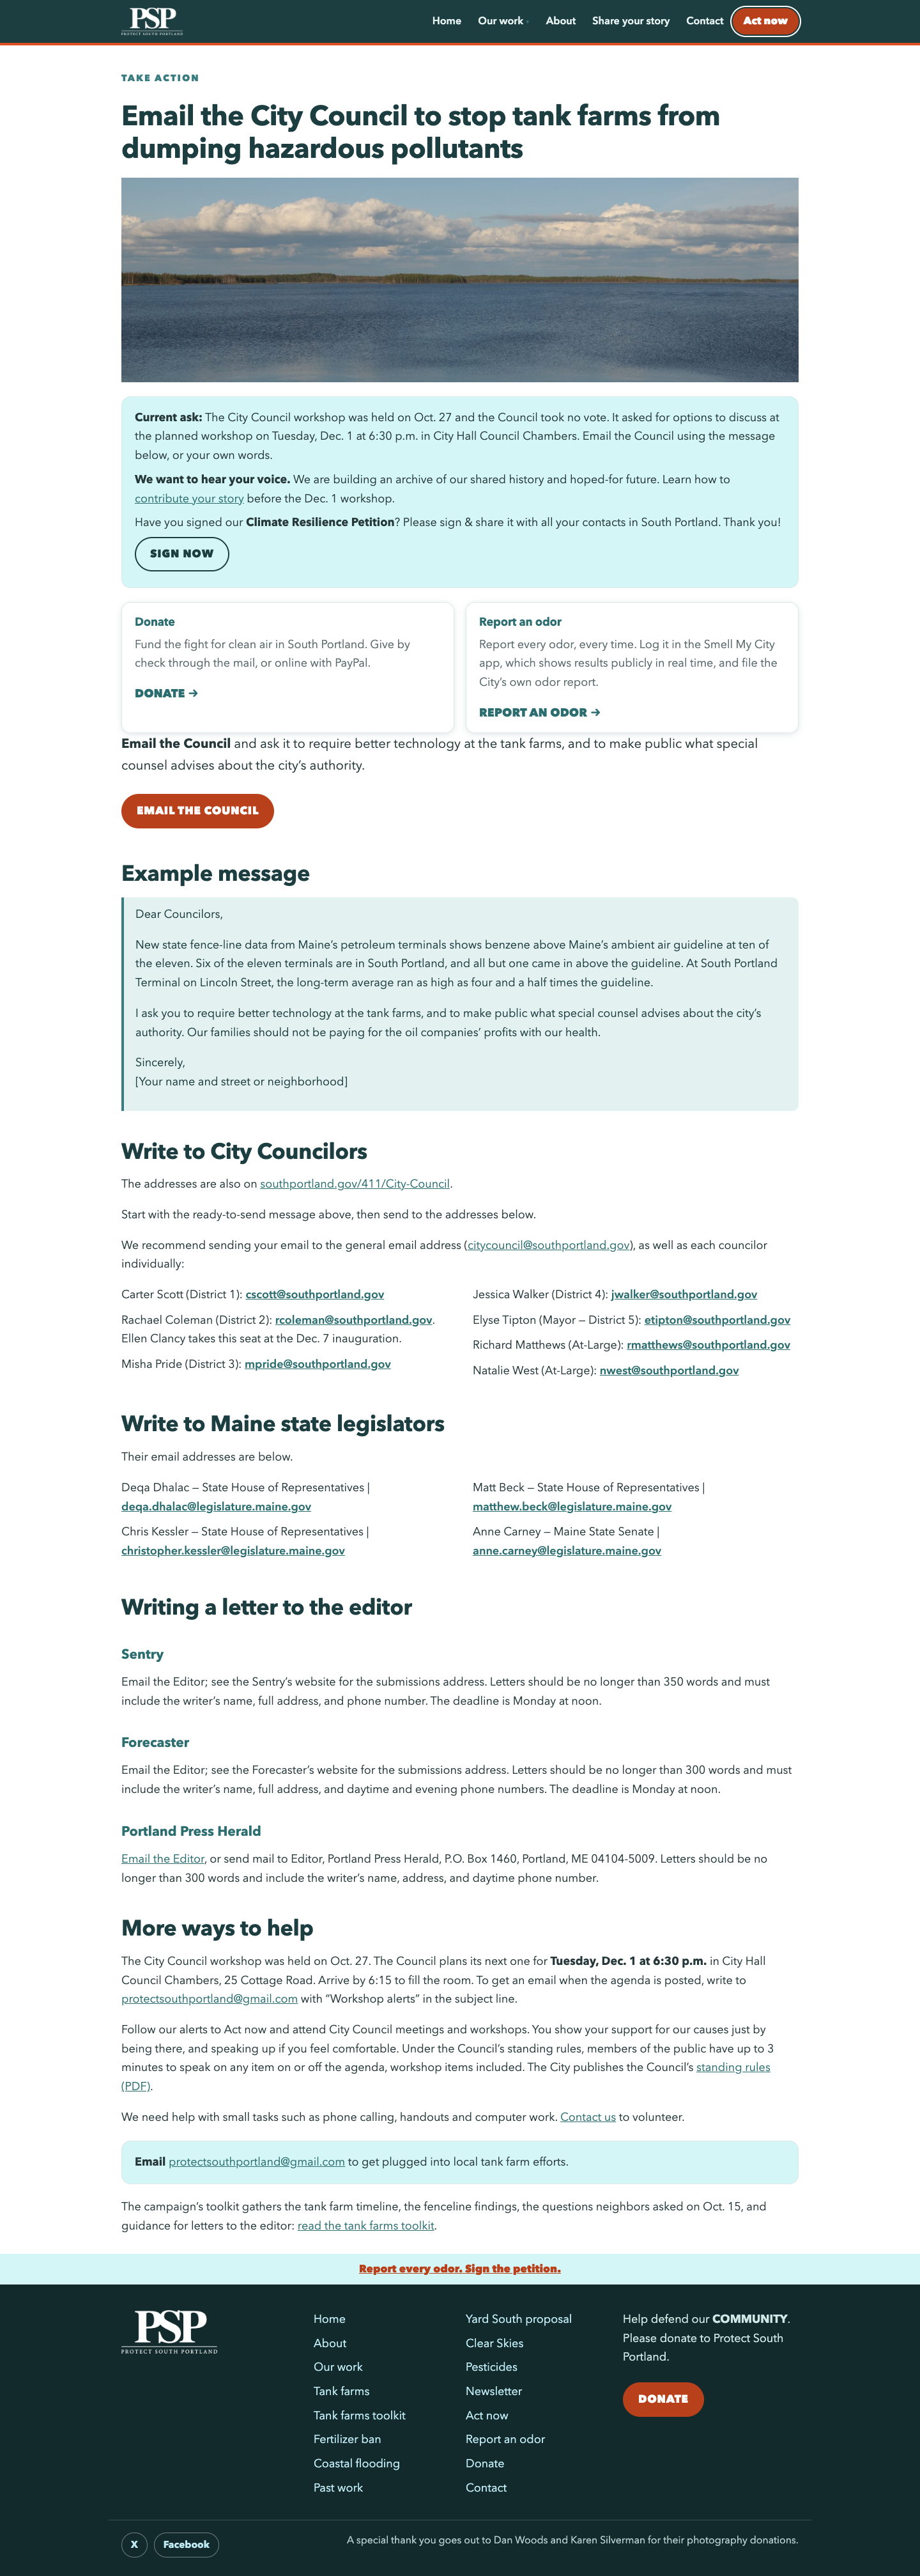 PSP
PROTECT SOUTH PORTLAND
Home
Our work
About
Share your story
Contact
Act now
TAKE ACTION
Email the City Council to stop tank farms from
dumping hazardous pollutants
Current ask: The City Council workshop was held on Oct. 27 and the Council took no vote. It asked for options to discuss at
the planned workshop on Tuesday, Dec. 1 at 6:30 p.m. in City Hall Council Chambers. Email the Council using the message
below, or your own words.
We want to hear your voice. We are building an archive of our shared history and hoped-for future. Learn how to
contribute your story before the Dec. 1 workshop.
Have you signed our Climate Resilience Petition? Please sign & share it with all your contacts in South Portland. Thank you!
SIGN NOW
Donate
Fund the fight for clean air in South Portland. Give by
check through the mail, or online with PayPal.
DONATE →
Report an odor
Report every odor, every time. Log it in the Smell My City
app, which shows results publicly in real time, and file the
City's own odor report.
REPORT AN ODOR →
Email the Council and ask it to require better technology at the tank farms, and to make public what special
counsel advises about the city's authority.
EMAIL THE COUNCIL
Example message
Dear Councilors,
New state fence-line data from Maine's petroleum terminals shows benzene above Maine's ambient air guideline at ten of
the eleven. Six of the eleven terminals are in South Portland, and all but one came in above the guideline. At South Portland
Terminal on Lincoln Street, the long-term average ran as high as four and a half times the guideline.
I ask you to require better technology at the tank farms, and to make public what special counsel advises about the city's
authority. Our families should not be paying for the oil companies' profits with our health.
Sincerely,
[Your name and street or neighborhood]
Write to City Councilors
The addresses are also on southportland.gov/411/City-Council.
Start with the ready-to-send message above, then send to the addresses below.
We recommend sending your email to the general email address (citycouncil@southportland.gov), as well as each councilor
individually:
Carter Scott (District 1): cscott@southportland.gov
Rachael Coleman (District 2): rcoleman@southportland.gov.
Ellen Clancy takes this seat at the Dec. 7 inauguration.
Misha Pride (District 3): mpride@southportland.gov
Jessica Walker (District 4): jwalker@southportland.gov
Elyse Tipton (Mayor — District 5): etipton@southportland.gov
Richard Matthews (At-Large): rmatthews@southportland.gov
Natalie West (At-Large): nwest@southportland.gov
Write to Maine state legislators
Their email addresses are below.
Deqa Dhalac — State House of Representatives |
deqa.dhalac@legislature.maine.gov
Chris Kessler — State House of Representatives |
christopher.kessler@legislature.maine.gov
Matt Beck — State House of Representatives |
matthew.beck@legislature.maine.gov
Anne Carney — Maine State Senate |
anne.carney@legislature.maine.gov
Writing a letter to the editor
Sentry
Email the Editor; see the Sentry's website for the submissions address. Letters should be no longer than 350 words and must
include the writer's name, full address, and phone number. The deadline is Monday at noon.
Forecaster
Email the Editor; see the Forecaster's website for the submissions address. Letters should be no longer than 300 words and must
include the writer's name, full address, and daytime and evening phone numbers. The deadline is Monday at noon.
Portland Press Herald
Email the Editor, or send mail to Editor, Portland Press Herald, P.O. Box 1460, Portland, ME 04104-5009. Letters should be no
longer than 300 words and include the writer's name, address, and daytime phone number.
More ways to help
The City Council workshop was held on Oct. 27. The Council plans its next one for Tuesday, Dec. 1 at 6:30 p.m. in City Hall
Council Chambers, 25 Cottage Road. Arrive by 6:15 to fill the room. To get an email when the agenda is posted, write to
protectsouthportland@gmail.com with "Workshop alerts" in the subject line.
Follow our alerts to Act now and attend City Council meetings and workshops. You show your support for our causes just by
being there, and speaking up if you feel comfortable. Under the Council's standing rules, members of the public have up to 3
minutes to speak on any item on or off the agenda, workshop items included. The City publishes the Council's standing rules
(PDF).
We need help with small tasks such as phone calling, handouts and computer work. Contact us to volunteer.
Email protectsouthportland@gmail.com to get plugged into local tank farm efforts.
The campaign's toolkit gathers the tank farm timeline, the fenceline findings, the questions neighbors asked on Oct. 15, and
guidance for letters to the editor: read the tank farms toolkit.
Report every odor. Sign the petition.
PSP
PROTECT SOUTH PORTLAND
Home
About
Our work
Tank farms
Tank farms toolkit
Fertilizer ban
Coastal flooding
Past work
Yard South proposal
Clear Skies
Pesticides
Newsletter
Act now
Report an odor
Donate
Contact
Help defend our COMMUNITY.
Please donate to Protect South
Portland.
DONATE
X
Facebook
A special thank you goes out to Dan Woods and Karen Silverman for their photography donations.